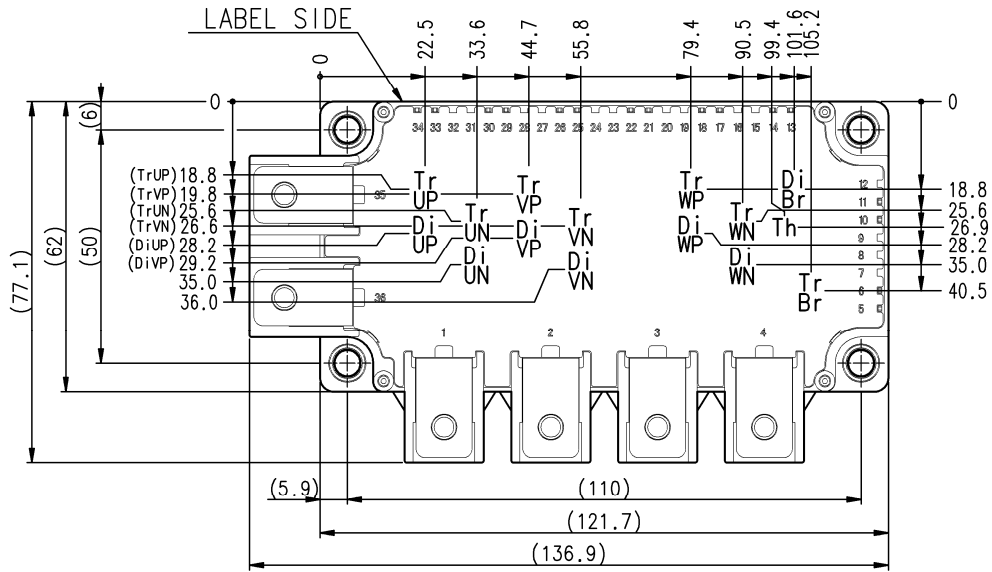 LABEL SIDE
0
22.5
33.6
44.7
55.8
79.4
90.5
99.4
101.6
105.2
0
0
(6)
(50)
(62)
(77.1)
34 33 32 31 30 29 28 27 26 25 24 23 22 21 20 19 18 17 16 15 14 13
12
11
10
9
8
7
6
5
35
36
(TrUP) 18.8
(TrVP) 19.8
(TrUN) 25.6
(TrVN) 26.6
(DiUP) 28.2
(DiVP) 29.2
35.0
36.0
Tr
UP
Tr
VP
Tr
WP
Di
Br
Tr
UN
Di
UP
Di
VP
Tr
VN
Di
WP
Tr
WN
Th
Di
UN
Di
VN
Di
WN
Tr
Br
18.8
25.6
26.9
28.2
35.0
40.5
1
2
3
4
(5.9)
(110)
(121.7)
(136.9)